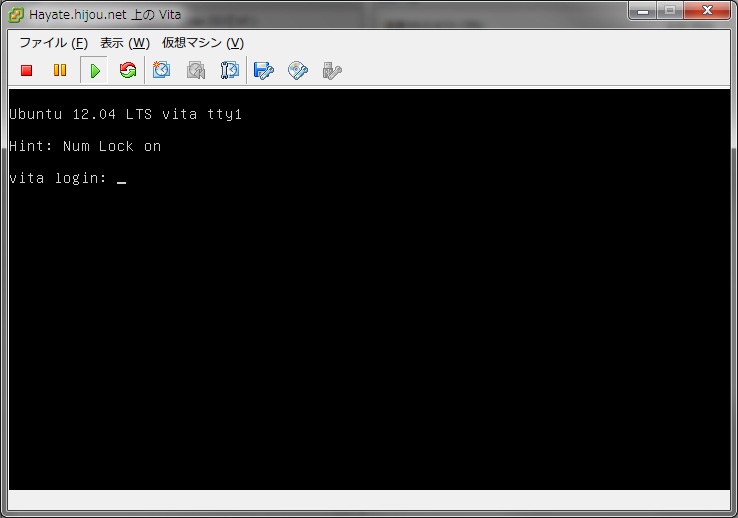 Hayate.hijou.net 上の Vita
ファイル (F) 表示 (W) 仮想マシン (V)
Ubuntu 12.04 LTS vita tty1
Hint: Num Lock on
vita login: _